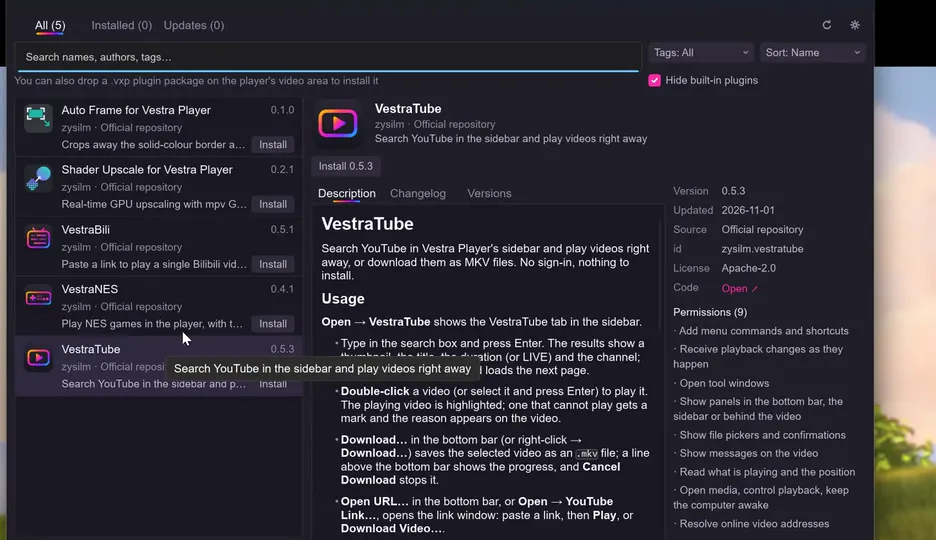 All (5)
Installed (0)
Updates (0)
Search names, authors, tags…
Tags: All
Sort: Name
You can also drop a .vxp plugin package on the player's video area to install it
Hide built-in plugins
Auto Frame for Vestra Player
0.1.0
zysilm · Official repository
Crops away the solid-colour border a…
Install
Shader Upscale for Vestra Player
0.2.1
zysilm · Official repository
Real-time GPU upscaling with mpv G…
Install
VestraBili
0.5.1
zysilm · Official repository
Paste a link to play a single Bilibili vid…
Install
VestraNES
0.4.1
zysilm · Official repository
Play NES games in the player, with t…
Install
VestraTube
0.5.3
zysilm · Official
Search YouTube in the sidebar and p…
Install
Search YouTube in the sidebar and play videos right away
VestraTube
zysilm · Official repository
Search YouTube in the sidebar and play videos right away
Install 0.5.3
Description
Changelog
Versions
VestraTube
Search YouTube in Vestra Player's sidebar and play videos right
away, or download them as MKV files. No sign-in, nothing to
install.
Usage
Open → VestraTube shows the VestraTube tab in the sidebar.
• Type in the search box and press Enter. The results show a
thumbnail, the title, the duration (or LIVE) and the channel;
loads the next page.
• Double-click a video (or select it and press Enter) to play it.
The playing video is highlighted; one that cannot play gets a
mark and the reason appears on the video.
• Download… in the bottom bar (or right-click →
Download…) saves the selected video as an .mkv file; a line
above the bottom bar shows the progress, and Cancel
Download stops it.
• Open URL… in the bottom bar, or Open → YouTube
Link…, opens the link window: paste a link, then Play, or
Download Video….
Version 0.5.3
Updated 2026-11-01
Source Official repository
id zysilm.vestratube
License Apache-2.0
Code Open ↗
Permissions (9)
· Add menu commands and shortcuts
· Receive playback changes as they
happen
· Open tool windows
· Show panels in the bottom bar, the
sidebar or behind the video
· Show file pickers and confirmations
· Show messages on the video
· Read what is playing and the position
· Open media, control playback, keep
the computer awake
· Resolve online video addresses